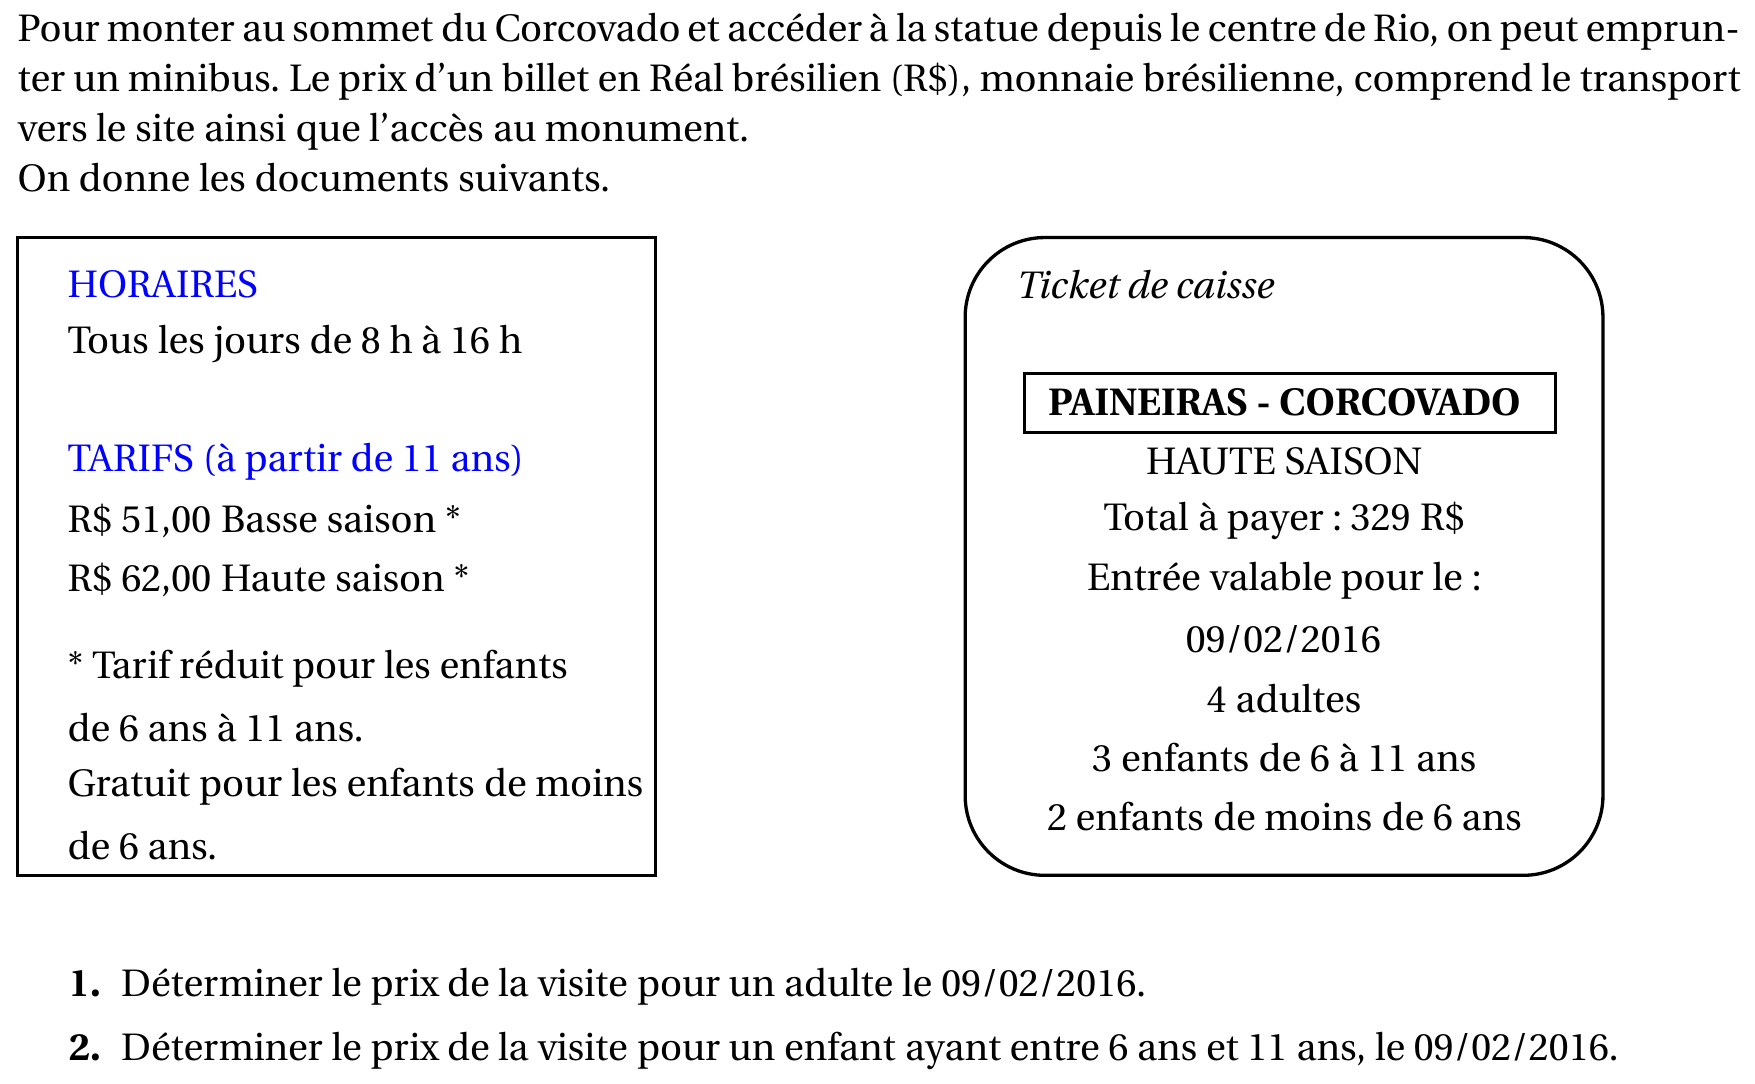 Pour monter au sommet du Corcovado et accéder à la statue depuis le centre de Rio, on peut emprun-
ter un minibus. Le prix d'un billet en Réal brésilien (R$), monnaie brésilienne, comprend le transport
vers le site ainsi que l'accès au monument.
On donne les documents suivants.
HORAIRES
Tous les jours de 8 h à 16 h
TARIFS (à partir de 11 ans)
R$ 51,00 Basse saison *
R$ 62,00 Haute saison *
* Tarif réduit pour les enfants
de 6 ans à 11 ans.
Gratuit pour les enfants de moins
de 6 ans.
Ticket de caisse
PAINEIRAS - CORCOVADO
HAUTE SAISON
Total à payer : 329 R$
Entrée valable pour le :
09/02/2016
4 adultes
3 enfants de 6 à 11 ans
2 enfants de moins de 6 ans
1. Déterminer le prix de la visite pour un adulte le 09/02/2016.
2. Déterminer le prix de la visite pour un enfant ayant entre 6 ans et 11 ans, le 09/02/2016.